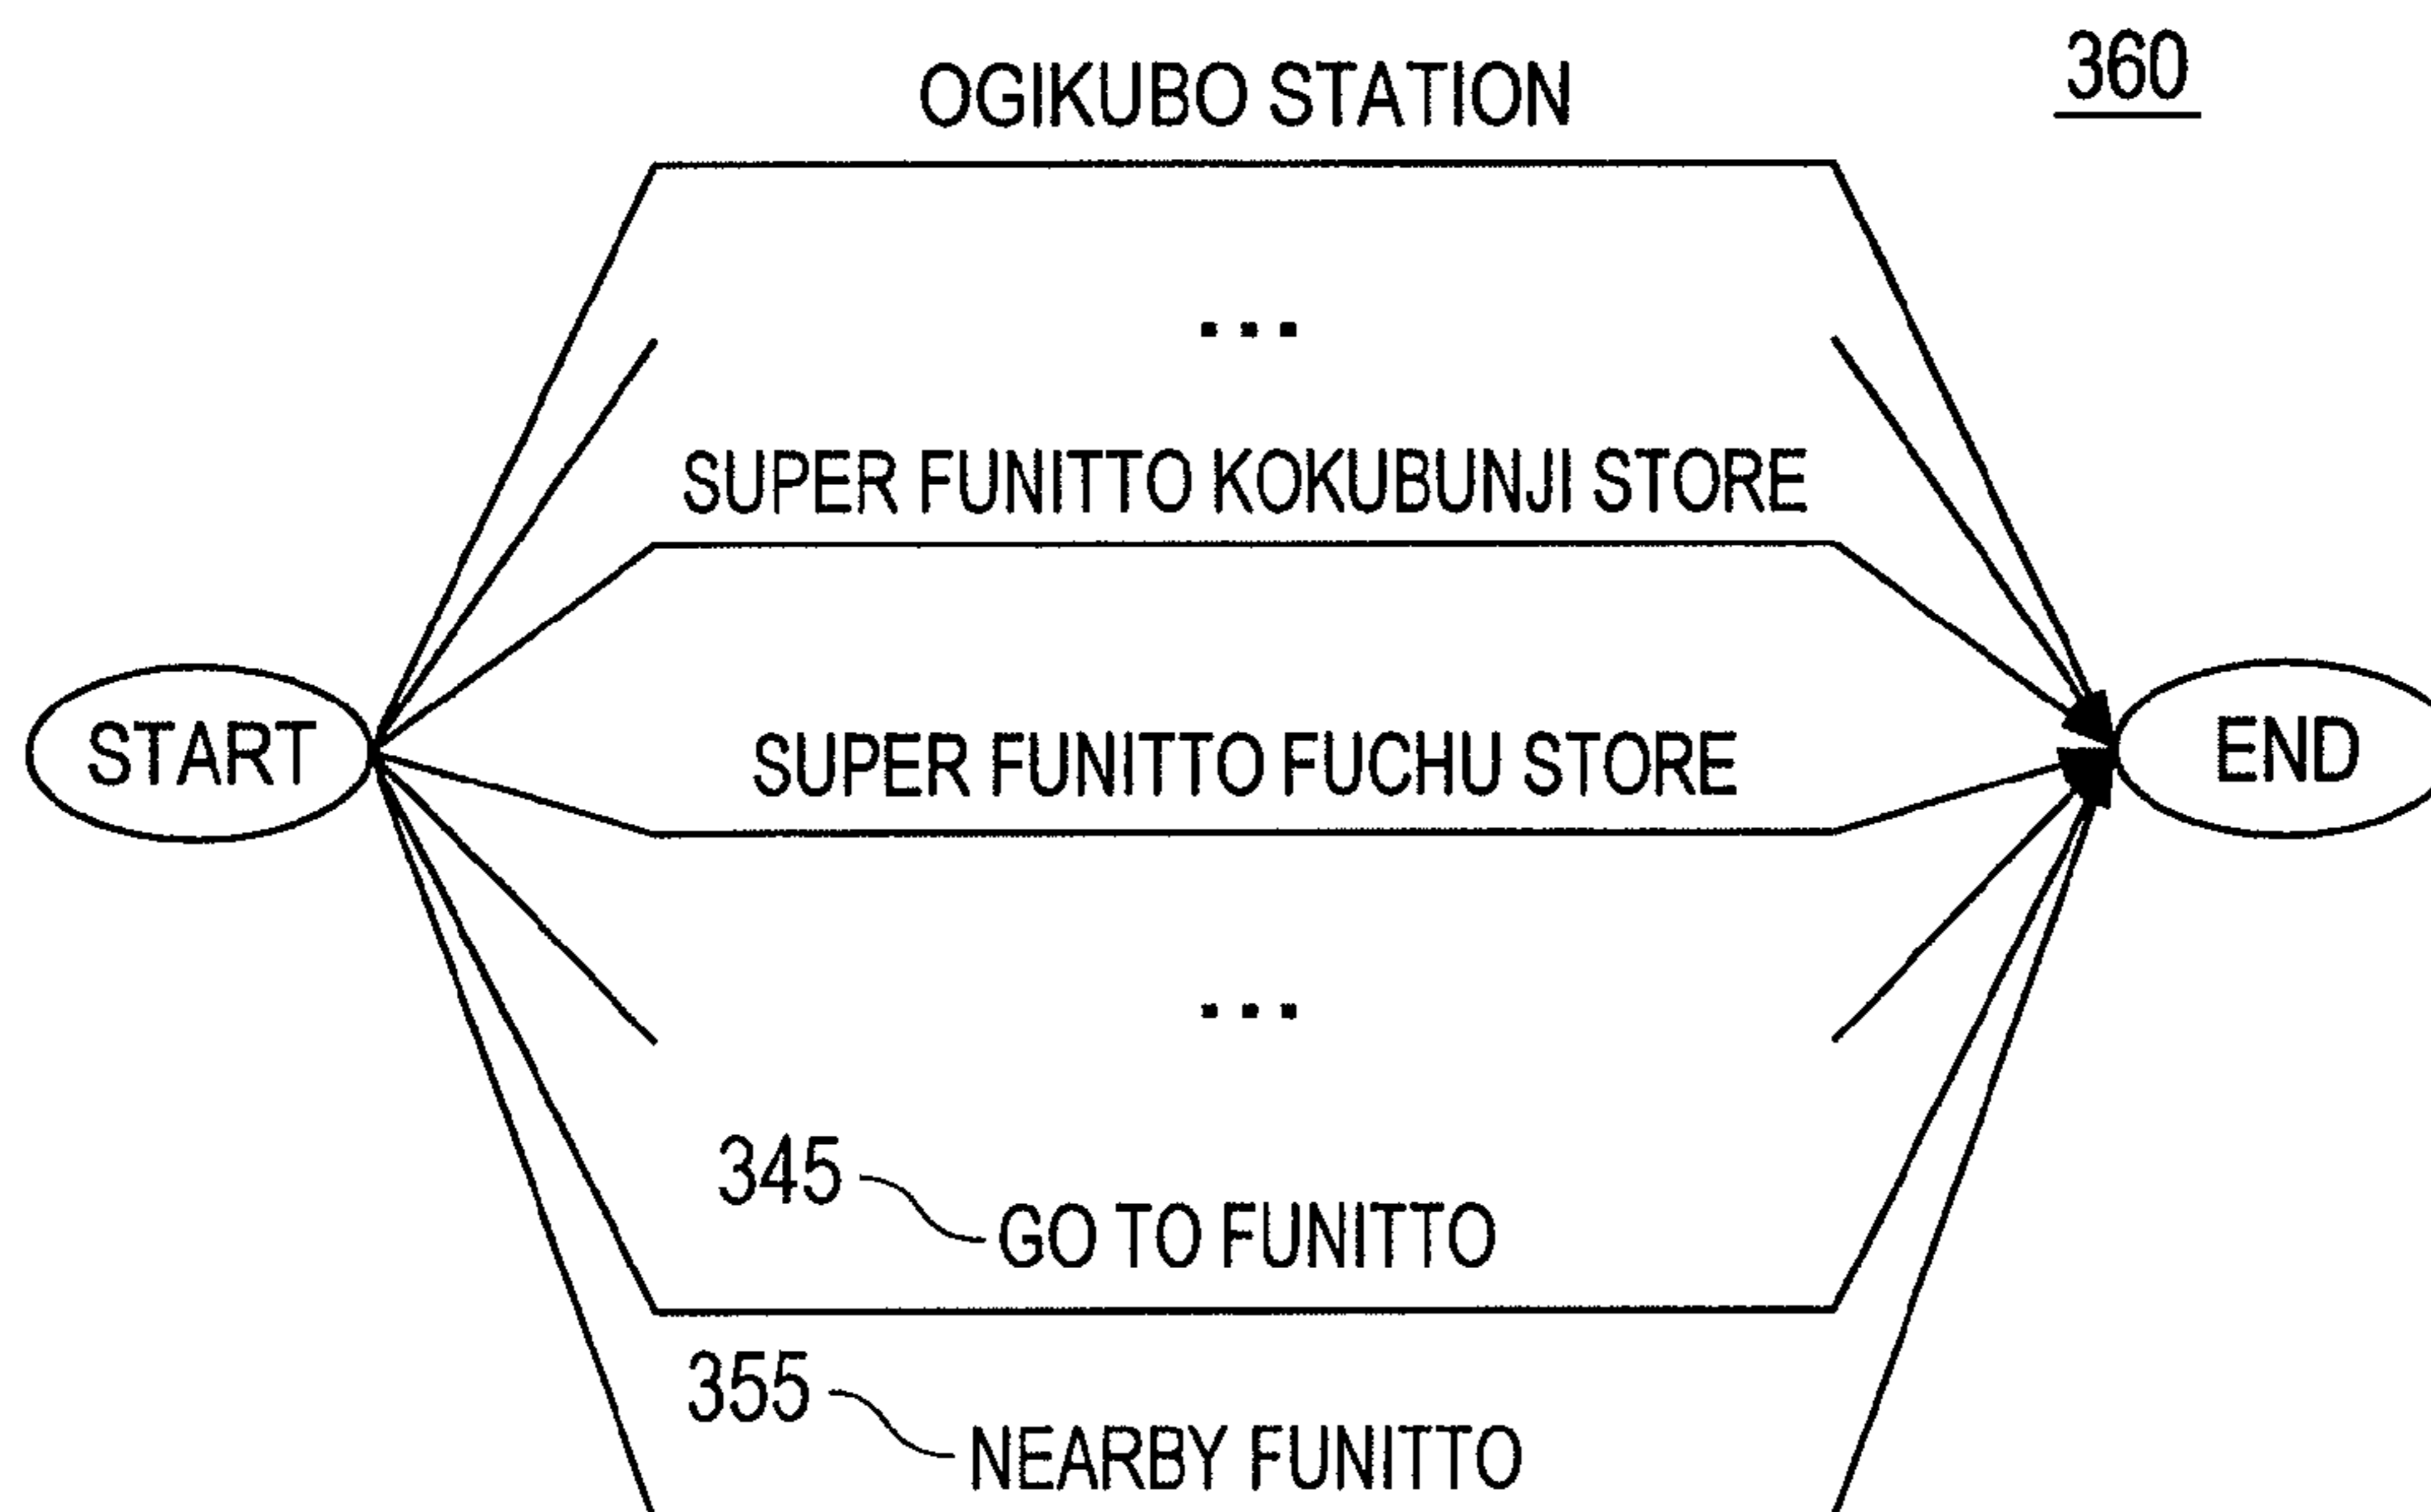 360
OGIKUBO STATION
...
SUPER FUNITTO KOKUBUNJI STORE
START
SUPER FUNITTO FUCHU STORE
END
...
345
GO TO FUNITTO
355
NEARBY FUNITTO